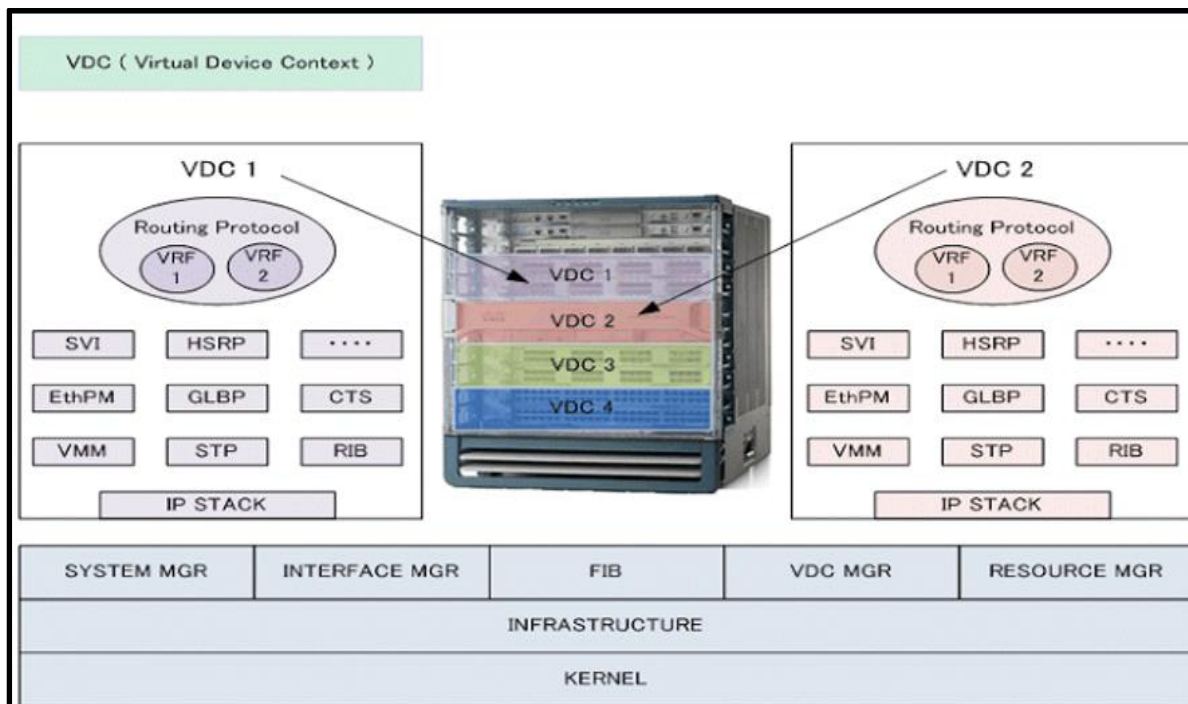 VDC ( Virtual Device Context )
VDC 1
Routing Protocol
VRF
1
VRF
2
SVI
HSRP
····
EthPM
GLBP
CTS
VMM
STP
RIB
IP STACK
VDC 1
VDC 2
VDC 3
VDC 4
VDC 2
Routing Protocol
VRF
1
VRF
2
SVI
HSRP
····
EthPM
GLBP
CTS
VMM
STP
RIB
IP STACK
SYSTEM MGR
INTERFACE MGR
FIB
VDC MGR
RESOURCE MGR
INFRASTRUCTURE
KERNEL